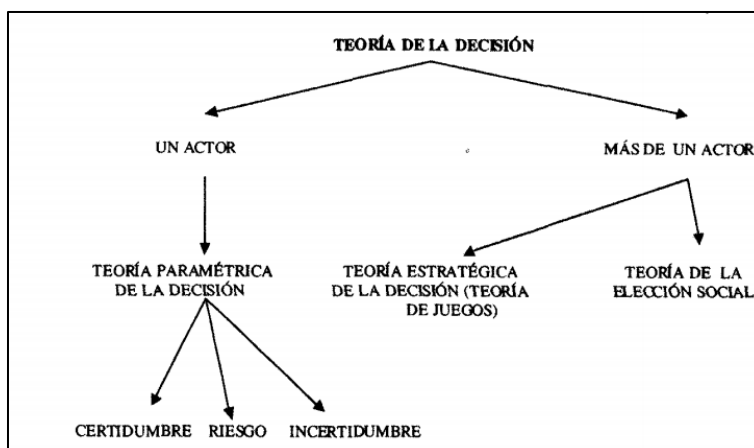 TEORÍA DE LA DECISIÓN
UN ACTOR
MÁS DE UN ACTOR
TEORÍA PARAMÉTRICA
DE LA DECISIÓN
TEORÍA ESTRATÉGICA
DE LA DECISIÓN (TEORÍA
DE JUEGOS)
TEORÍA DE LA
ELECCIÓN SOCIAL
CERTIDUMBRE RIESGO INCERTIDUMBRE